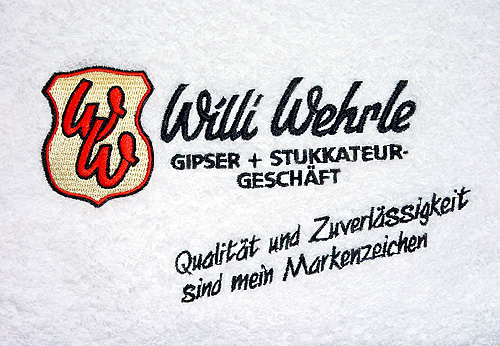 WW
Willi Wehrle
GIPSER + STUKKATEUR-
GESCHÄFT
Qualität und Zuverlässigkeit
sind mein Markenzeichen